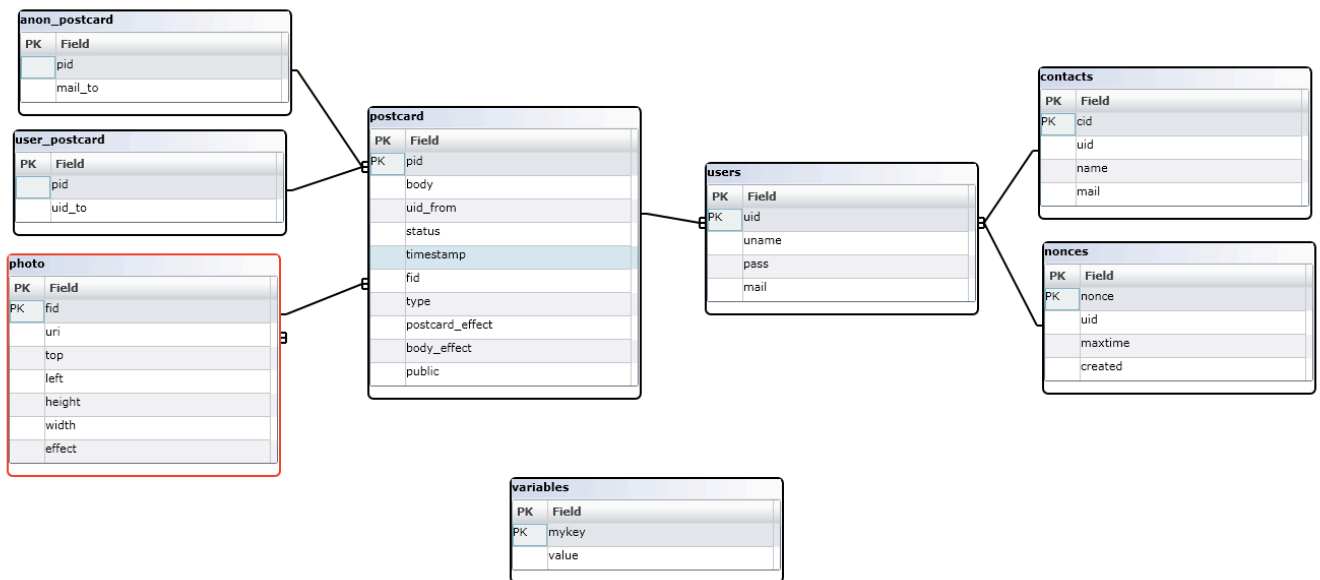 anon_postcard
PK Field
pid
mail_to
user_postcard
PK Field
pid
uid_to
photo
PK Field
PK fid
uri
top
left
height
width
effect
postcard
PK Field
PK pid
body
uid_from
status
timestamp
fid
type
postcard_effect
body_effect
public
users
PK Field
PK uid
uname
pass
mail
contacts
PK Field
PK cid
uid
name
mail
nonces
PK Field
PK nonce
uid
maxtime
created
variables
PK Field
PK mykey
value